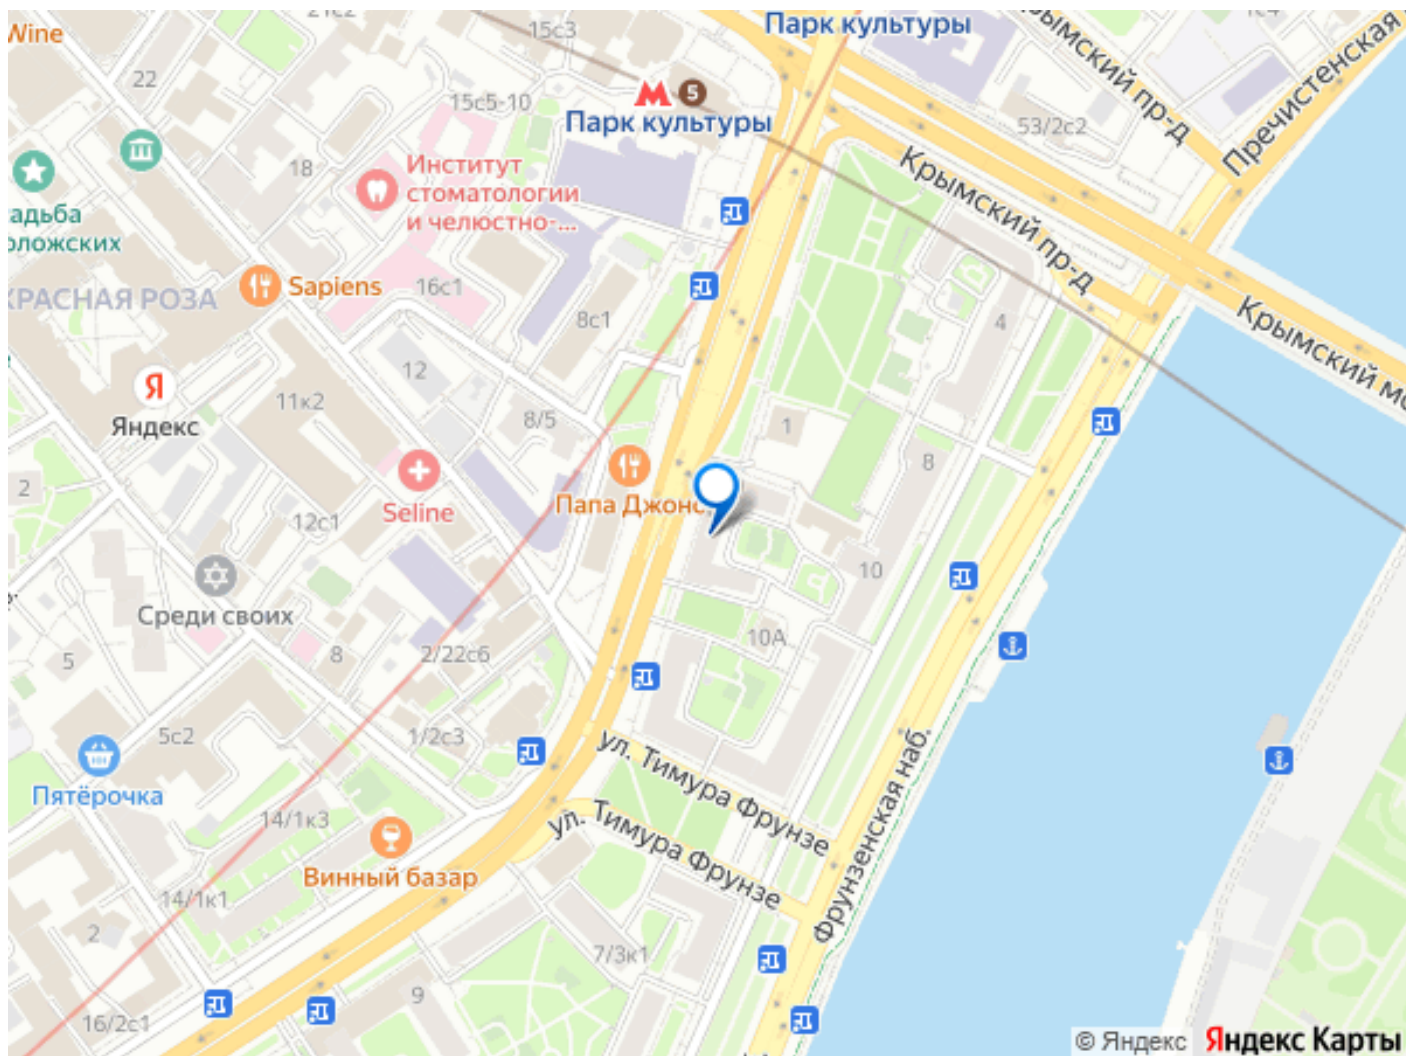 Wine
21с2
15с3
Парк культуры
Крымский пр-д
1с4
Пречистенская
22
15с5-10
5
Парк культуры
53/2с2
18
Институт
стоматологии
и челюстно-...
Крымский пр-д
адьба
оложских
КРАСНАЯ РОЗА
Sapiens
16с1
8с1
4
Крымский мо
12
Я
Яндекс
11к2
8/5
1
8
2
Seline
Папа Джонс
12с1
10
Среди своих
8
2/22с6
10А
5
5с2
1/2с3
ул. Тимура Фрунзе
Пятёрочка
14/1к3
ул. Тимура Фрунзе
Фрунзенская наб.
Винный базар
14/1к1
2
7/3к1
9
16/2с1
© Яндекс Яндекс Карты